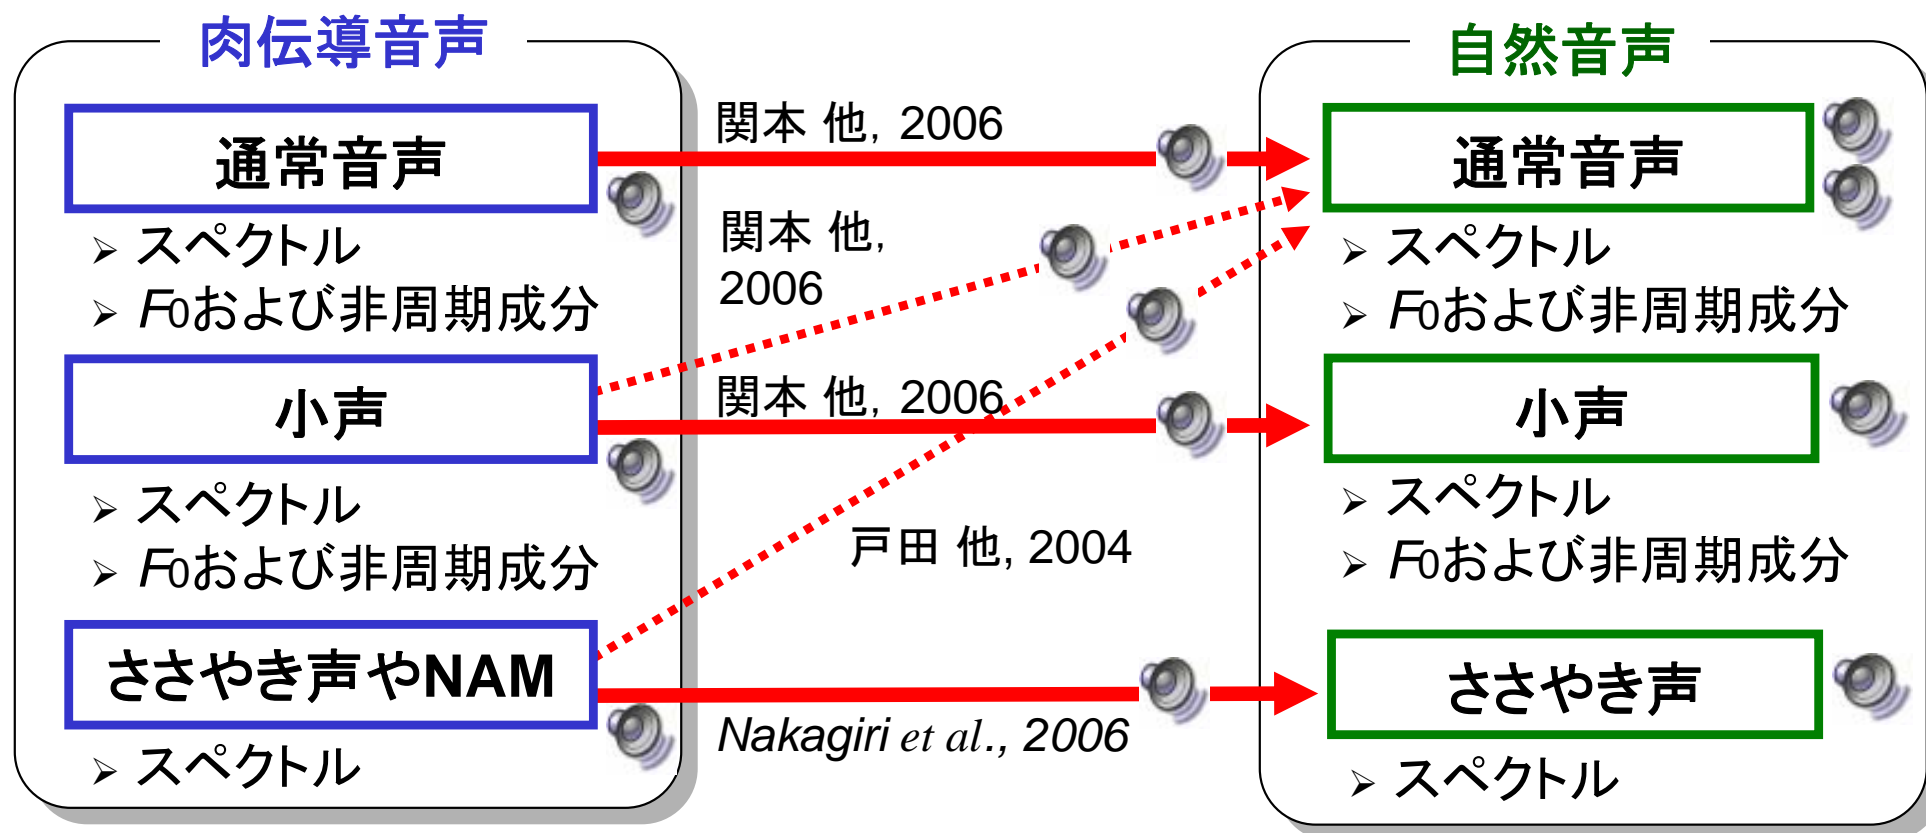 肉伝導音声
通常音声
➢ スペクトル
➢ F0および非周期成分
小声
➢ スペクトル
➢ F0および非周期成分
ささやき声やNAM
➢ スペクトル
関本 他, 2006
関本 他,
2006
関本 他, 2006
戸田 他, 2004
Nakagiri et al., 2006
自然音声
通常音声
➢ スペクトル
➢ F0および非周期成分
小声
➢ スペクトル
➢ F0および非周期成分
ささやき声
➢ スペクトル